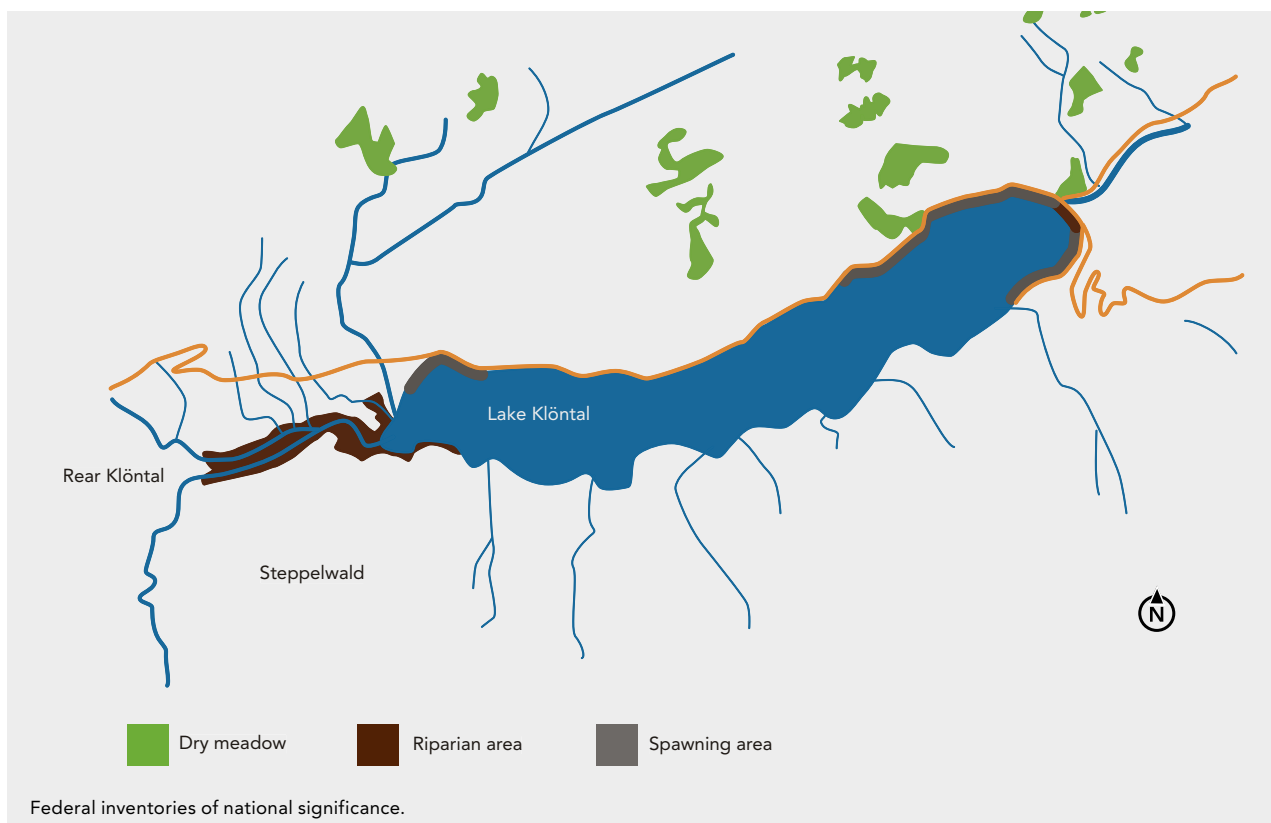 Lake Klöntal
Rear Klöntal
Steppelwald
N
Dry meadow
Riparian area
Spawning area
Federal inventories of national significance.